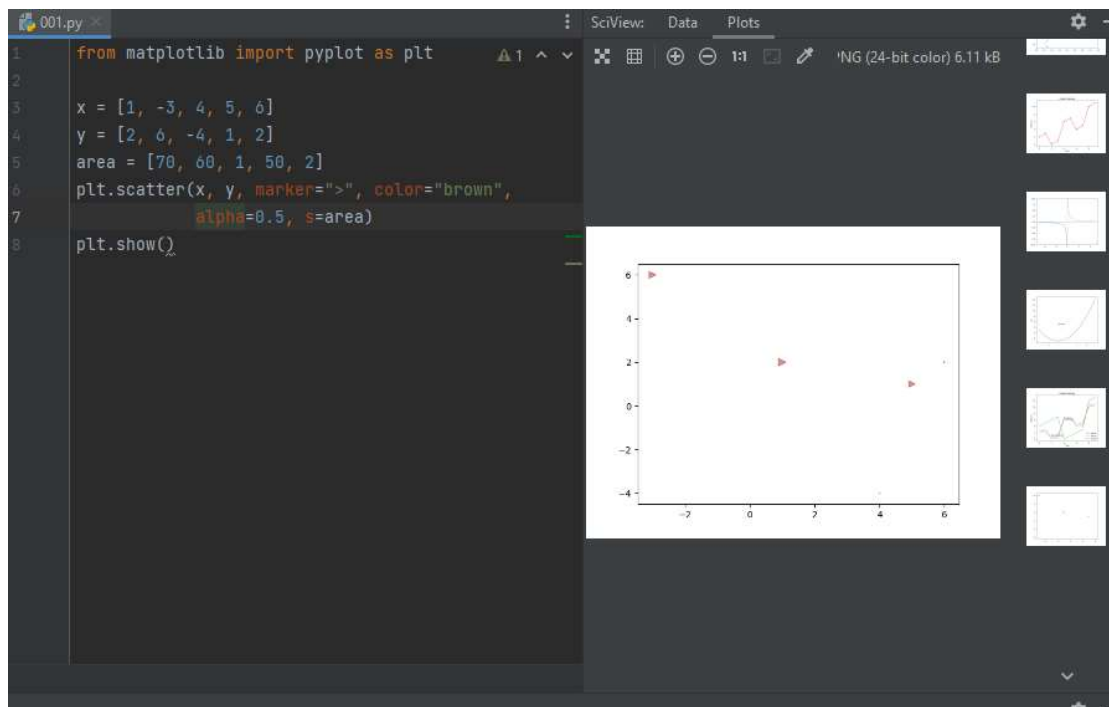 001.py
SciView: Data Plots
1 from matplotlib import pyplot as plt
1
'NG (24-bit color) 6.11 kB
1:1
2
3 x = [1, -3, 4, 5, 6]
4 y = [2, 6, -4, 1, 2]
5 area = [70, 60, 1, 50, 2]
6 plt.scatter(x, y, marker=">", color="brown",
7 alpha=0.5, s=area)
8 plt.show()
6
4
2
0
−2
−4
−2 0 2 4 6